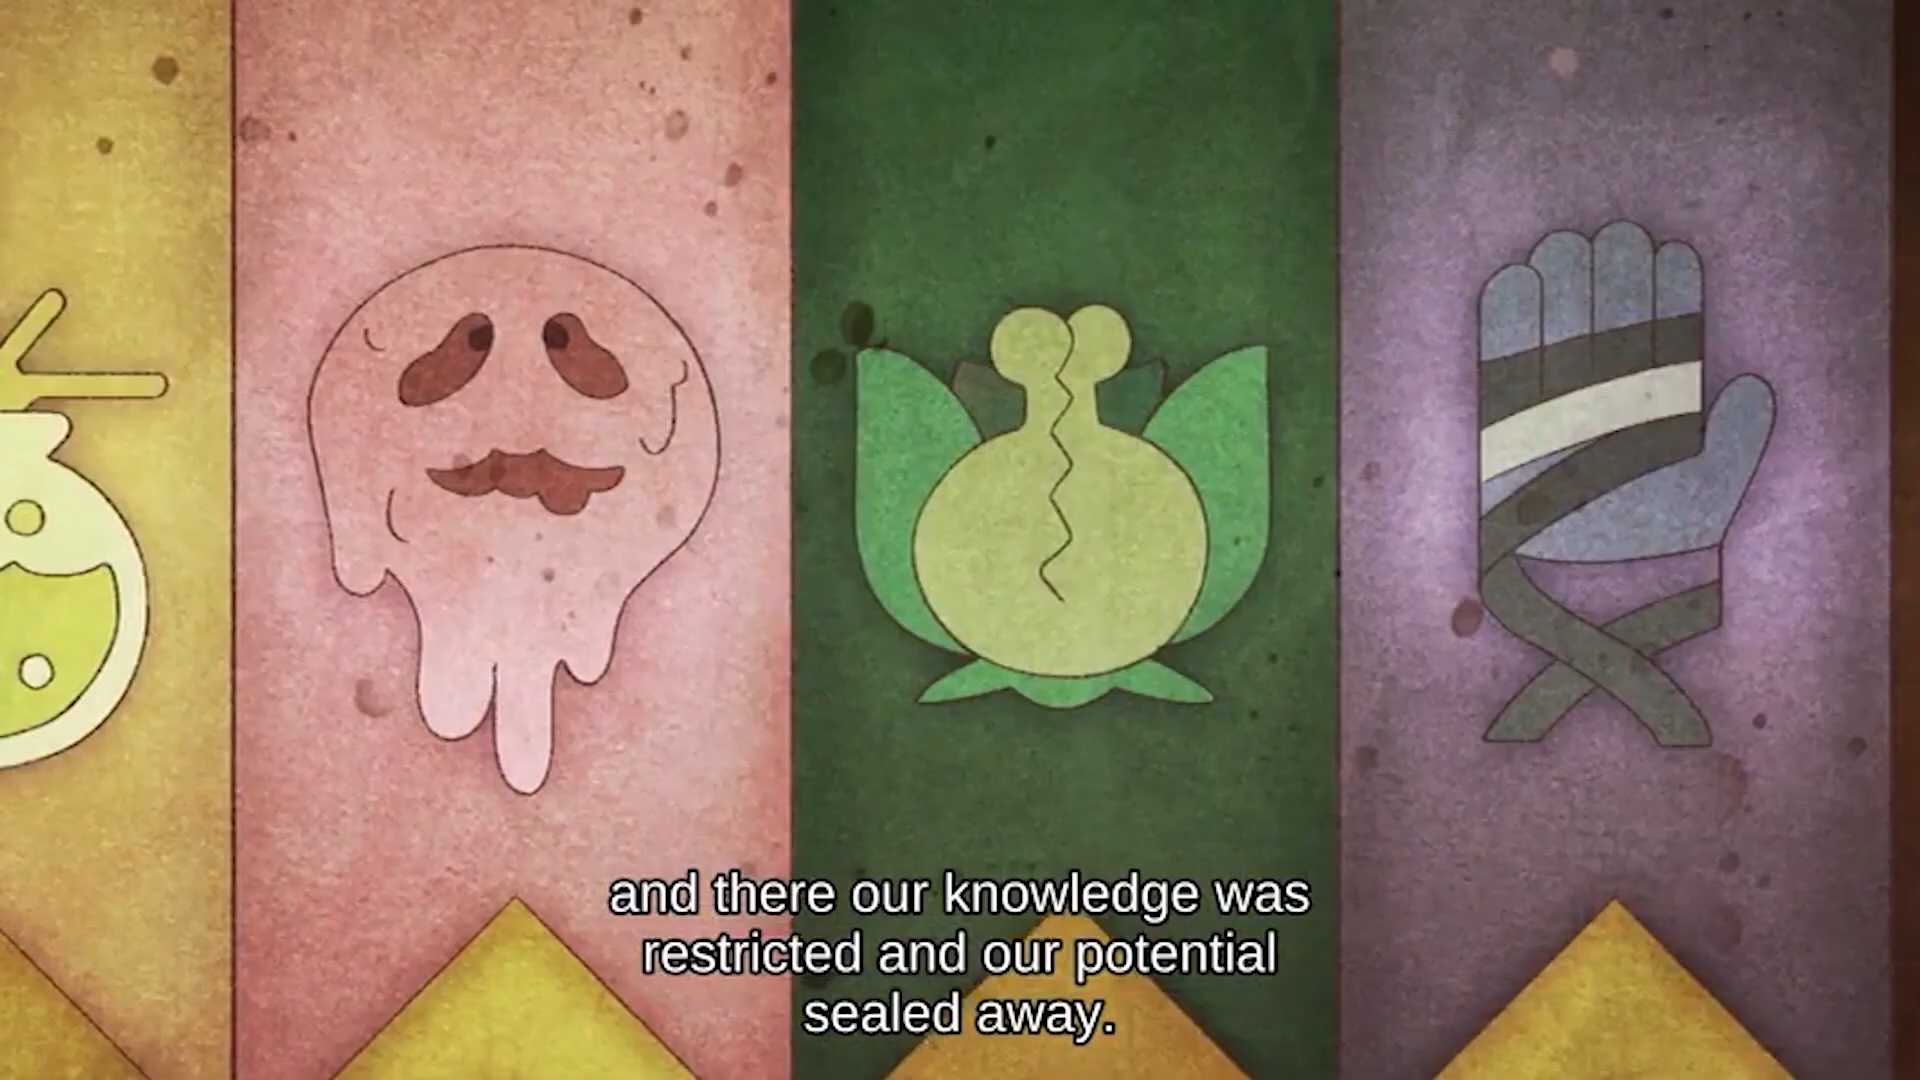 and there our knowledge was
restricted and our potential
sealed away.